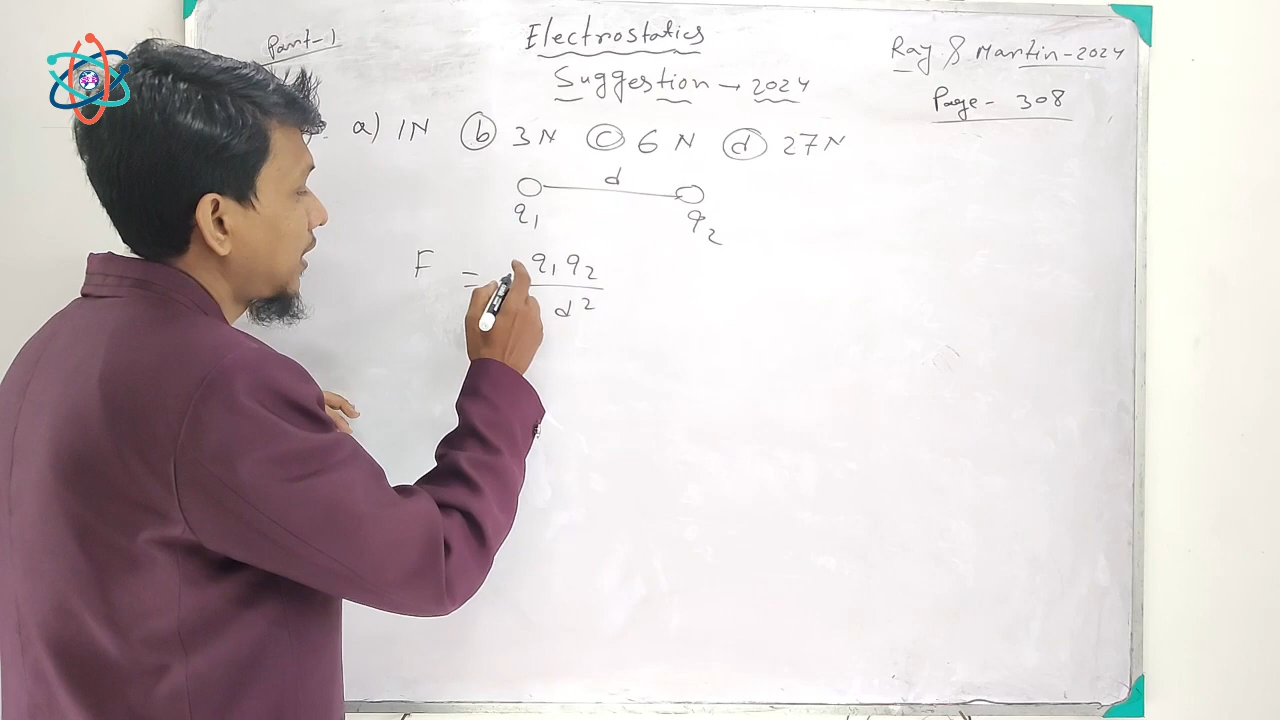 Part-1
Electrostatics
Suggestion → 2024
Ray & Martin-2024
Page - 308
a) 1N (b) 3N (c) 6N (d) 27N
d
q1 q2
F = q1q2
d2